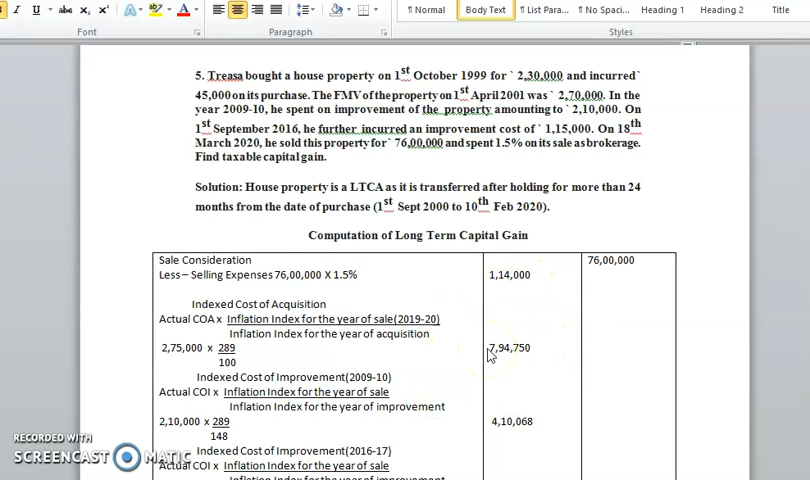 U
X₂
X²
A
A
Normal
Body Text
List Para...
No Spaci...
Heading 1
Heading 2
Title
Font
Paragraph
Styles
5. Treasa bought a house property on 1st October 1999 for ` 2,30,000 and incurred`
45,000 on its purchase. The FMV of the property on 1st April 2001 was ` 2,70,000. In the
year 2009-10, he spent on improvement of the property amounting to ` 2,10,000. On
1st September 2016, he further incurred an improvement cost of ` 1,15,000. On 18th
March 2020, he sold this property for` 76,00,000 and spent 1.5% on its sale as brokerage.
Find taxable capital gain.
Solution: House property is a LTCA as it is transferred after holding for more than 24
months from the date of purchase (1st Sept 2000 to 10th Feb 2020).
Computation of Long Term Capital Gain
Sale Consideration 76,00,000
Less – Selling Expenses 76,00,000 X 1.5% 1,14,000
Indexed Cost of Acquisition
Actual COA x Inflation Index for the year of sale(2019-20)
Inflation Index for the year of acquisition
2,75,000 x 289 7,94,750
100
Indexed Cost of Improvement(2009-10)
Actual COI x Inflation Index for the year of sale
Inflation Index for the year of improvement
2,10,000 x 289 4,10,068
148
Indexed Cost of Improvement(2016-17)
Actual COI x Inflation Index for the year of sale
Inflation Index for the year of improvement
RECORDED WITH
SCREENCAST MATIC